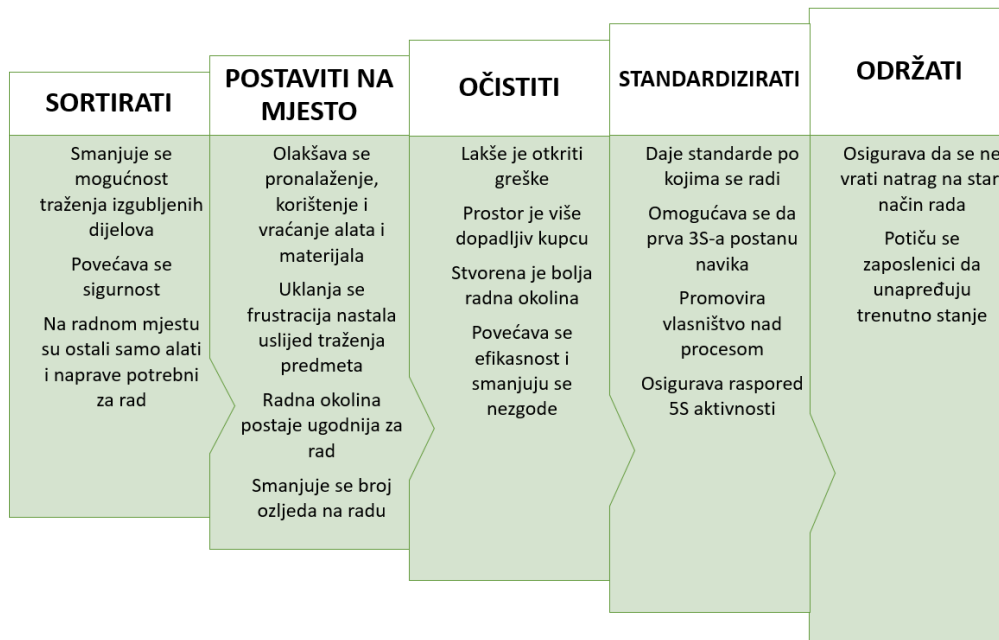 SORTIRATI
Smanjuje se
mogućnost
traženja izgubljenih
dijelova
Povećava se
sigurnost
Na radnom mjestu
su ostali samo alati
i naprave potrebni
za rad
POSTAVITI NA
MJESTO
Olakšava se
pronalaženje,
korištenje i
vraćanje alata i
materijala
Uklanja se
frustracija nastala
uslijed traženja
predmeta
Radna okolina
postaje ugodnija za
rad
Smanjuje se broj
ozljeda na radu
OČISTITI
Lakše je otkriti
greške
Prostor je više
dopadljiv kupcu
Stvorena je bolja
radna okolina
Povećava se
efikasnost i
smanjuju se
nezgode
STANDARDIZIRATI
Daje standarde po
kojima se radi
Omogućava se da
prva 3S-a postanu
navika
Promovira
vlasništvo nad
procesom
Osigurava raspored
5S aktivnosti
ODRŽATI
Osigurava da se ne
vrati natrag na star
način rada
Potiču se
zaposlenici da
unapređuju
trenutno stanje